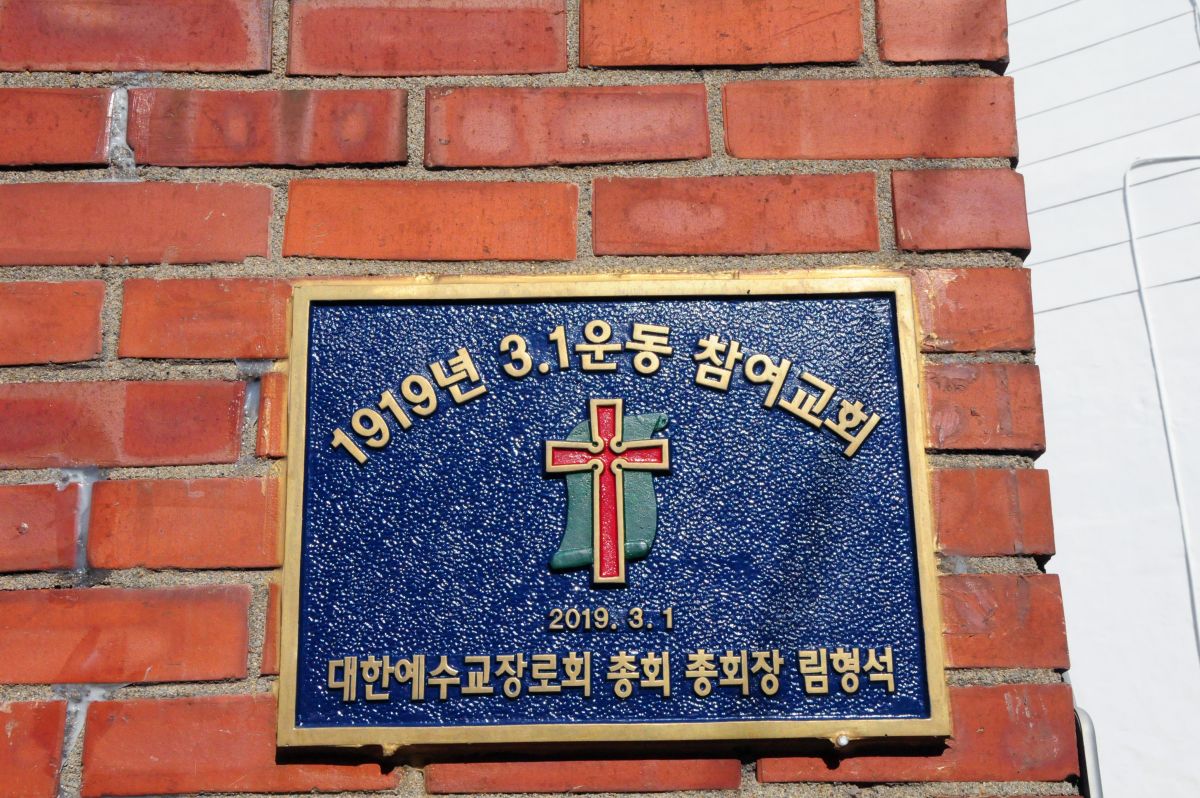 1919년 3.1운동 참여교회
2019. 3. 1
대한예수교장로회 총회 총회장 림형석